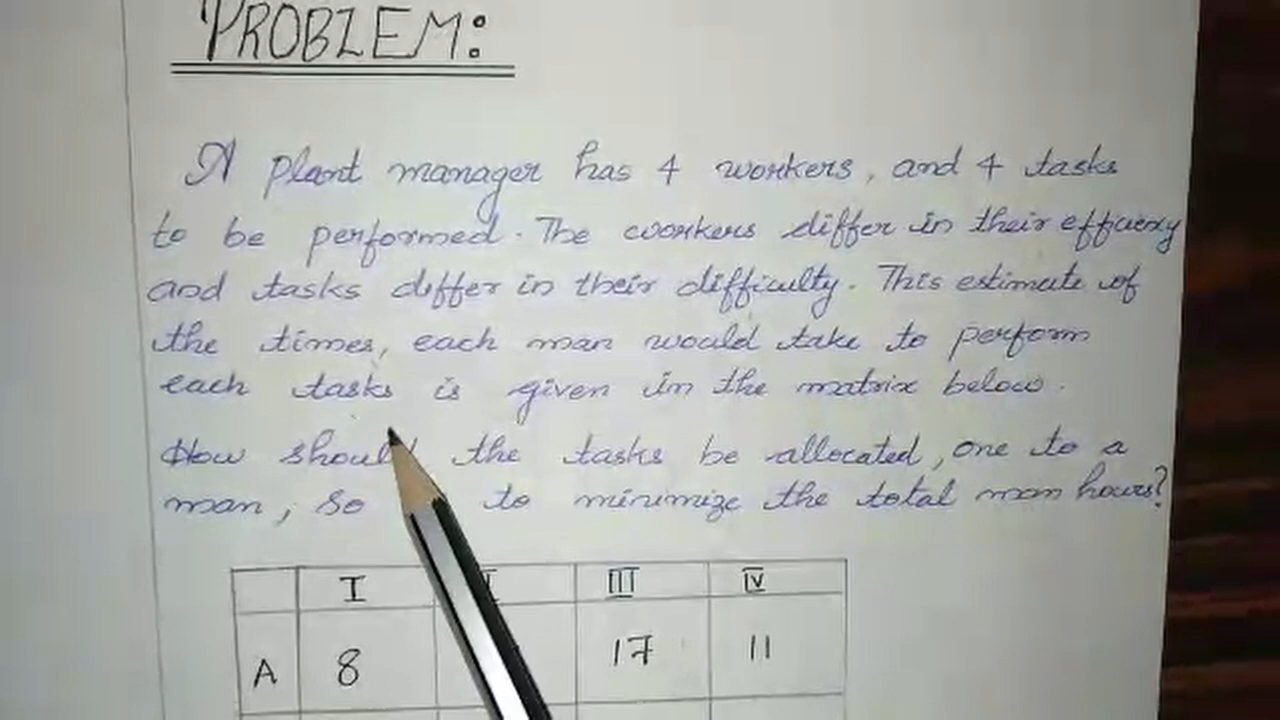 PROBLEM:
A plant manager has 4 workers, and 4 tasks
to be performed. The workers differ in their efficiency
and tasks differ in their difficulty. This estimate of
the times, each man would take to perform
each tasks is given in the matrix below.
How should the tasks be allocated, one to a
man, so to minimize the total man hours?
I III IV
A 8 17 11